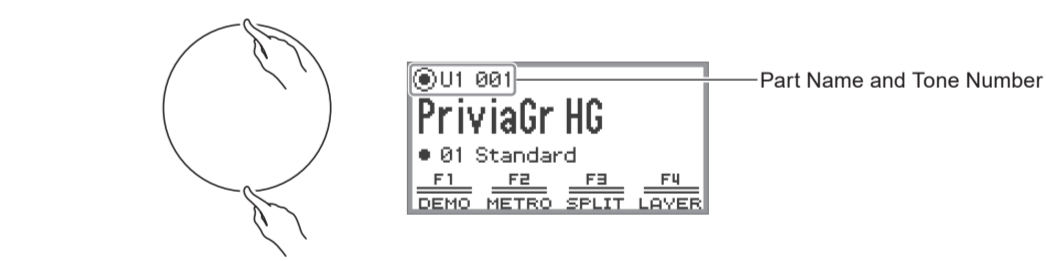 U1 001
Part Name and Tone Number
PriviaGr HG
01 Standard
F1 F2 F3 F4
DEMO METRO SPLIT LAYER